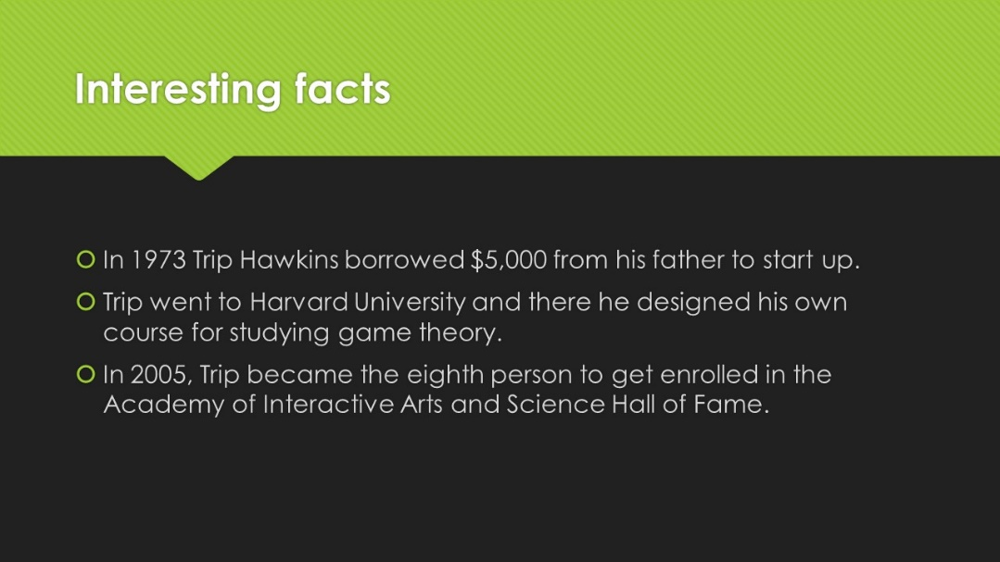 Interesting facts
In 1973 Trip Hawkins borrowed $5,000 from his father to start up.
Trip went to Harvard University and there he designed his own
course for studying game theory.
In 2005, Trip became the eighth person to get enrolled in the
Academy of Interactive Arts and Science Hall of Fame.